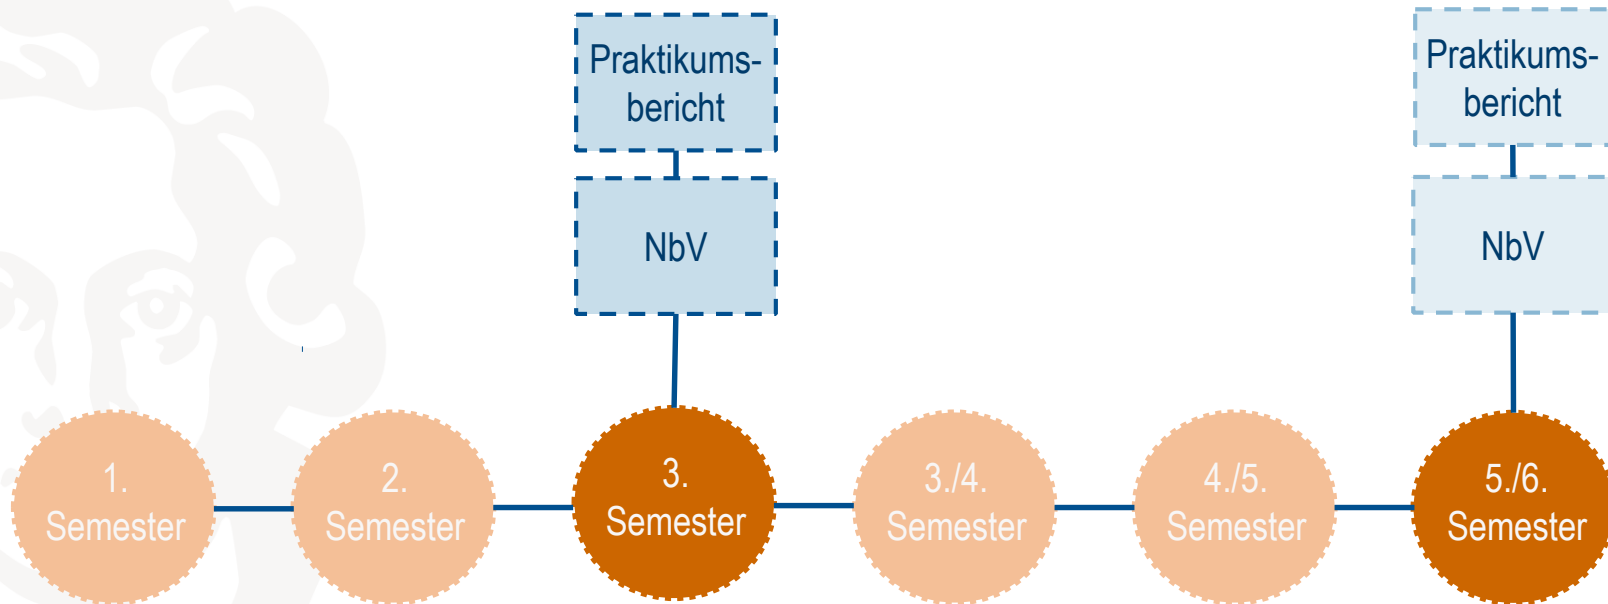 Praktikums-
bericht
NbV
Praktikums-
bericht
NbV
1.
Semester
2.
Semester
3.
Semester
3./4.
Semester
4./5.
Semester
5./6.
Semester